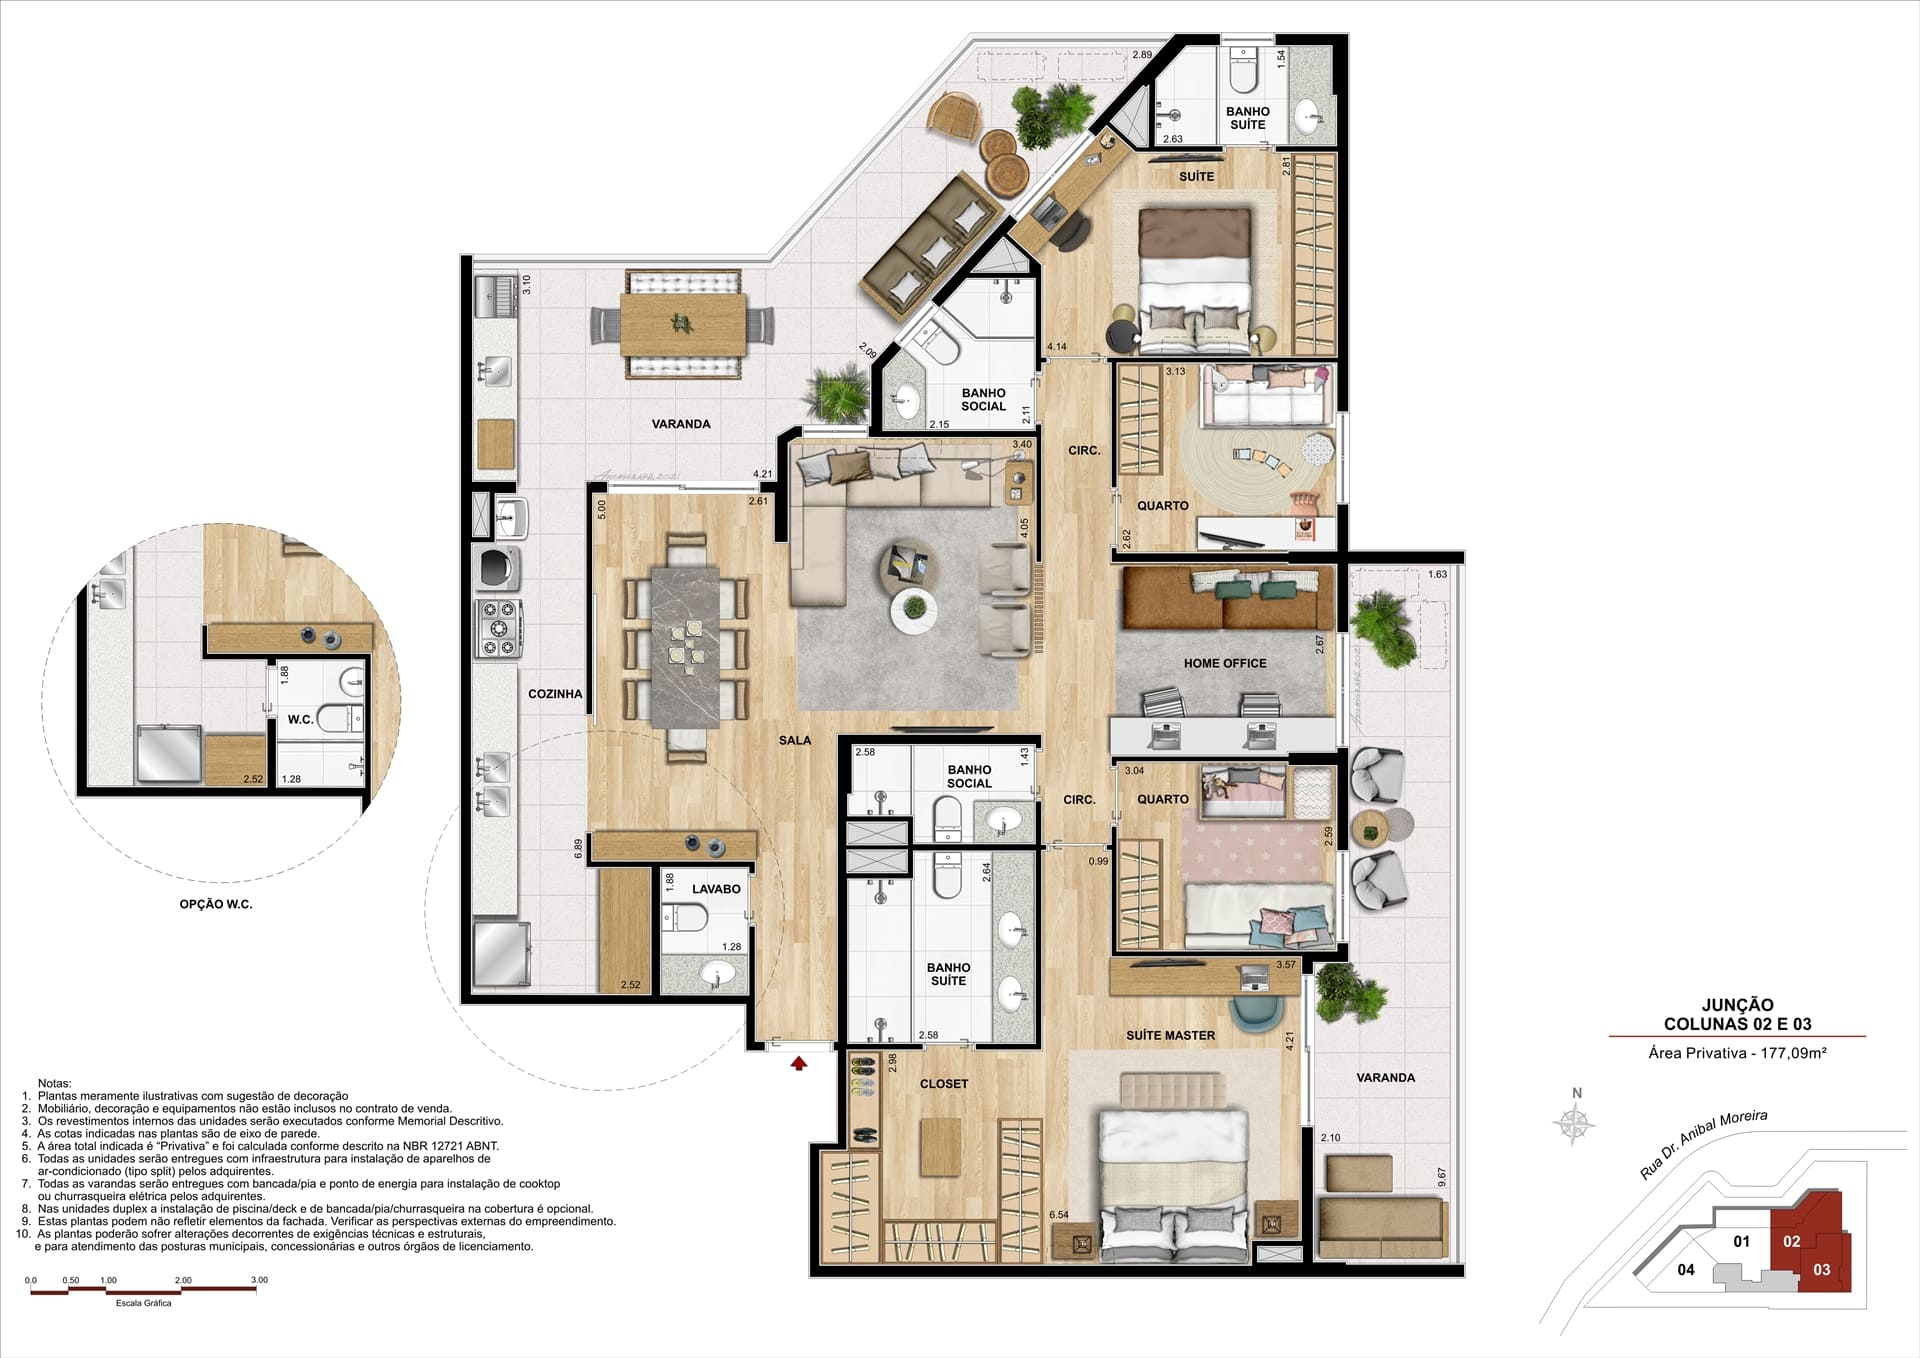 2.89
1.54
BANHO
SUÍTE
2.63
SUÍTE
2.81
3.10
2.09
4.14
BANHO
SOCIAL
2.11
2.15
3.13
VARANDA
CIRC.
3.40
4.21
2.61
5.00
4.05
QUARTO
2.62
1.63
HOME OFFICE
2.67
COZINHA
SALA
2.58
BANHO
SOCIAL
1.43
CIRC.
3.04
QUARTO
2.59
0.99
6.89
LAVABO
1.88
1.28
2.52
2.64
BANHO
SUÍTE
2.58
3.57
SUÍTE MASTER
4.21
2.98
CLOSET
VARANDA
2.10
9.67
6.54
1.88
W.C.
2.52
1.28
OPÇÃO W.C.
JUNÇÃO
COLUNAS 02 E 03
Área Privativa - 177,09m²
N
Rua Dr. Anibal Moreira
01
02
03
04
Notas:
1. Plantas meramente ilustrativas com sugestão de decoração
2. Mobiliário, decoração e equipamentos não estão inclusos no contrato de venda.
3. Os revestimentos internos das unidades serão executados conforme Memorial Descritivo.
4. As cotas indicadas nas plantas são de eixo de parede.
5. A área total indicada é “Privativa” e foi calculada conforme descrito na NBR 12721 ABNT.
6. Todas as unidades serão entregues com infraestrutura para instalação de aparelhos de
ar-condicionado (tipo split) pelos adquirentes.
7. Todas as varandas serão entregues com bancada/pia e ponto de energia para instalação de cooktop
ou churrasqueira elétrica pelos adquirentes.
8. Nas unidades duplex a instalação de piscina/deck e de bancada/pia/churrasqueira na cobertura é opcional.
9. Estas plantas podem não refletir elementos da fachada. Verificar as perspectivas externas do empreendimento.
10. As plantas poderão sofrer alterações decorrentes de exigências técnicas e estruturais,
e para atendimento das posturas municipais, concessionárias e outros órgãos de licenciamento.
0.0 0.50 1.00 2.00 3.00
Escala Gráfica